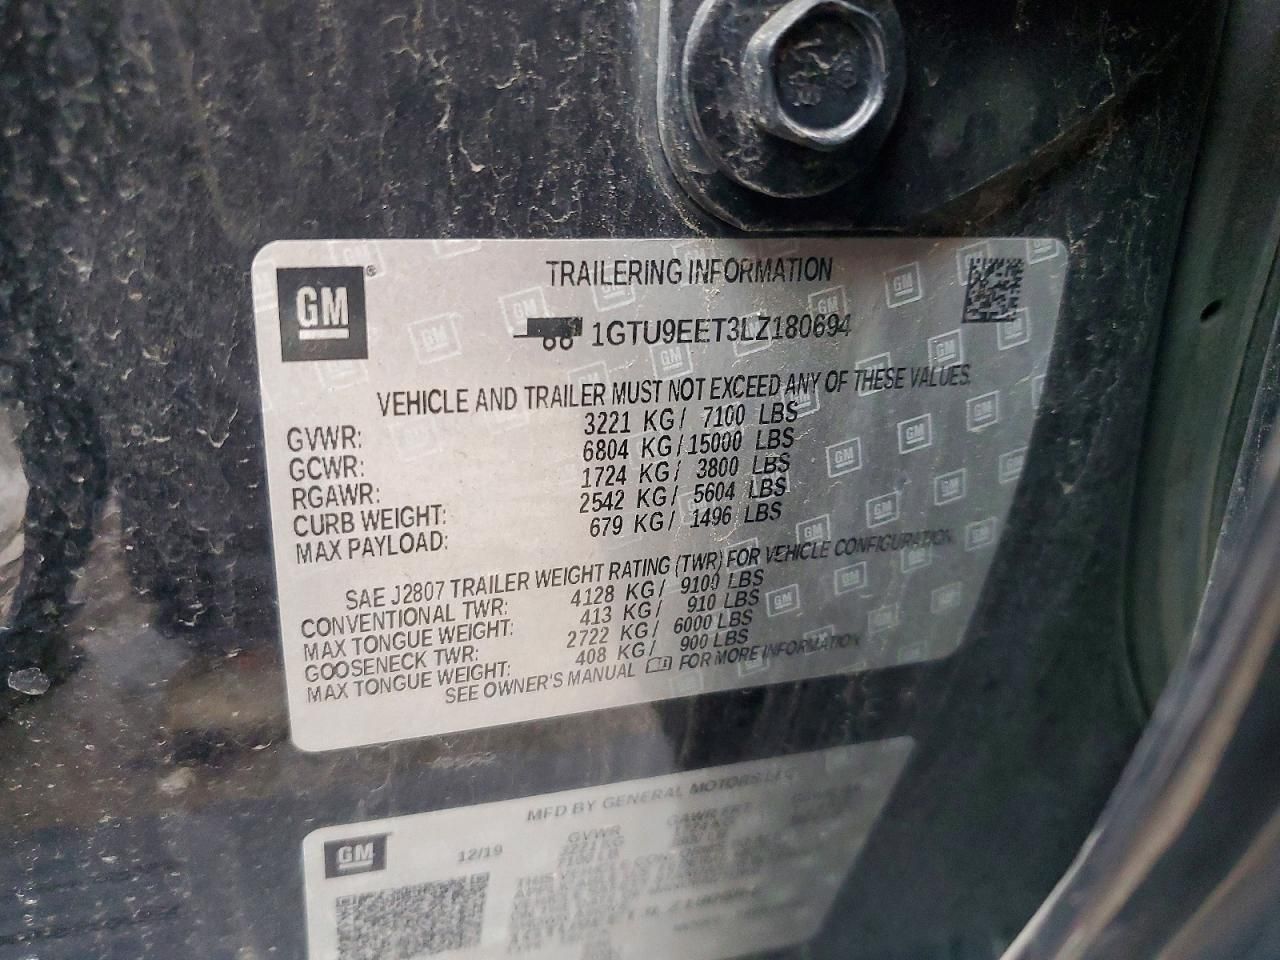 GM
TRAILERING INFORMATION
1GTU9EET3LZ180694
VEHICLE AND TRAILER MUST NOT EXCEED ANY OF THESE VALUES.
GVWR: 3221 KG / 7100 LBS
GCWR: 6804 KG / 15000 LBS
RGAWR: 1724 KG / 3800 LBS
CURB WEIGHT: 2542 KG / 5604 LBS
MAX PAYLOAD: 679 KG / 1496 LBS
SAE J2807 TRAILER WEIGHT RATING (TWR) FOR VEHICLE CONFIGURATION
CONVENTIONAL TWR: 4128 KG / 9100 LBS
MAX TONGUE WEIGHT: 413 KG / 910 LBS
GOOSENECK TWR: 2722 KG / 6000 LBS
MAX TONGUE WEIGHT: 408 KG / 900 LBS
SEE OWNER'S MANUAL FOR MORE INFORMATION
MFD BY GENERAL MOTORS LLC
GM
12/19
GVWR
3221 KG
7100 LB